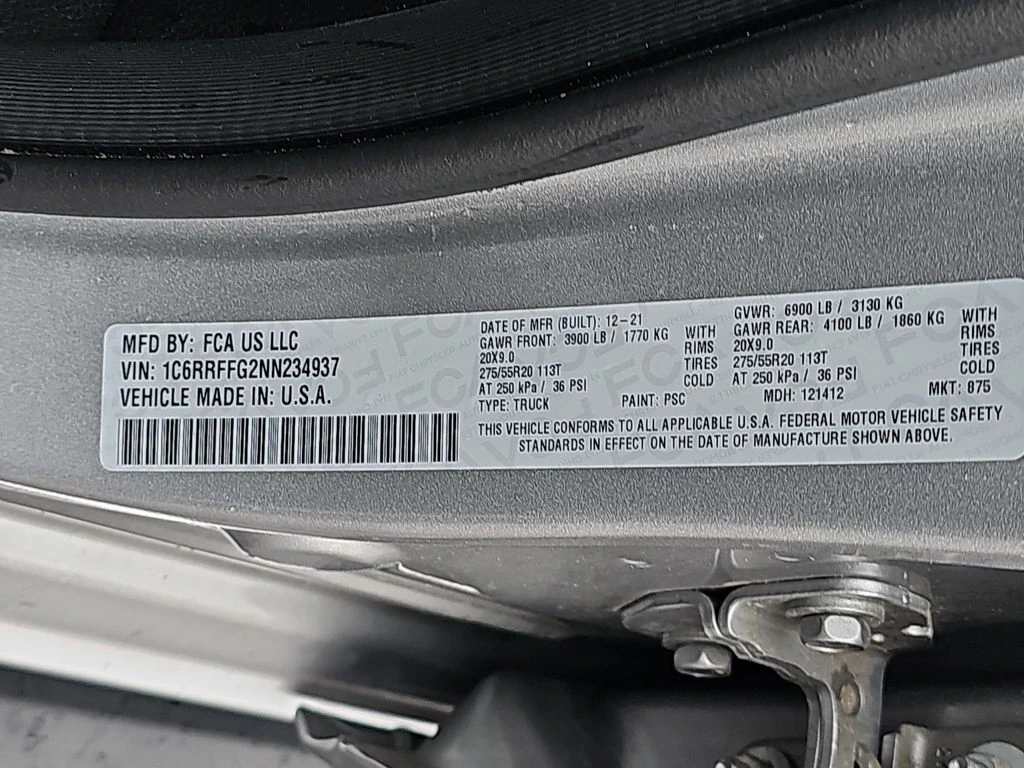 MFD BY: FCA US LLC
VIN: 1C6RRFFG2NN234937
VEHICLE MADE IN: U.S.A.
DATE OF MFR (BUILT): 12-21
GAWR FRONT: 3900 LB / 1770 KG WITH
20X9.0 RIMS
275/55R20 113T TIRES
AT 250 kPa / 36 PSI COLD
TYPE: TRUCK PAINT: PSC
GVWR: 6900 LB / 3130 KG
GAWR REAR: 4100 LB / 1860 KG WITH
20X9.0 RIMS
275/55R20 113T TIRES
AT 250 kPa / 36 PSI COLD
MDH: 121412 MKT: 875
THIS VEHICLE CONFORMS TO ALL APPLICABLE U.S.A. FEDERAL MOTOR VEHICLE SAFETY
STANDARDS IN EFFECT ON THE DATE OF MANUFACTURE SHOWN ABOVE.